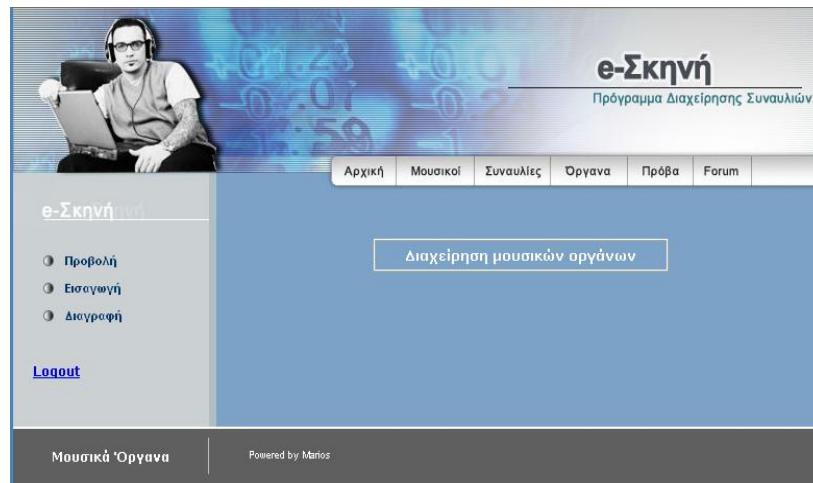 e-Σκηνή
Πρόγραμμα Διαχείρησης Συναυλιών
Αρχική Μουσικοί Συναυλίες Όργανα Πρόβα Forum
e-Σκηνή
Προβολή
Εισαγωγή
Διαγραφή
Logout
Διαχείρηση μουσικών οργάνων
Μουσικά Όργανα
Powered by Marios